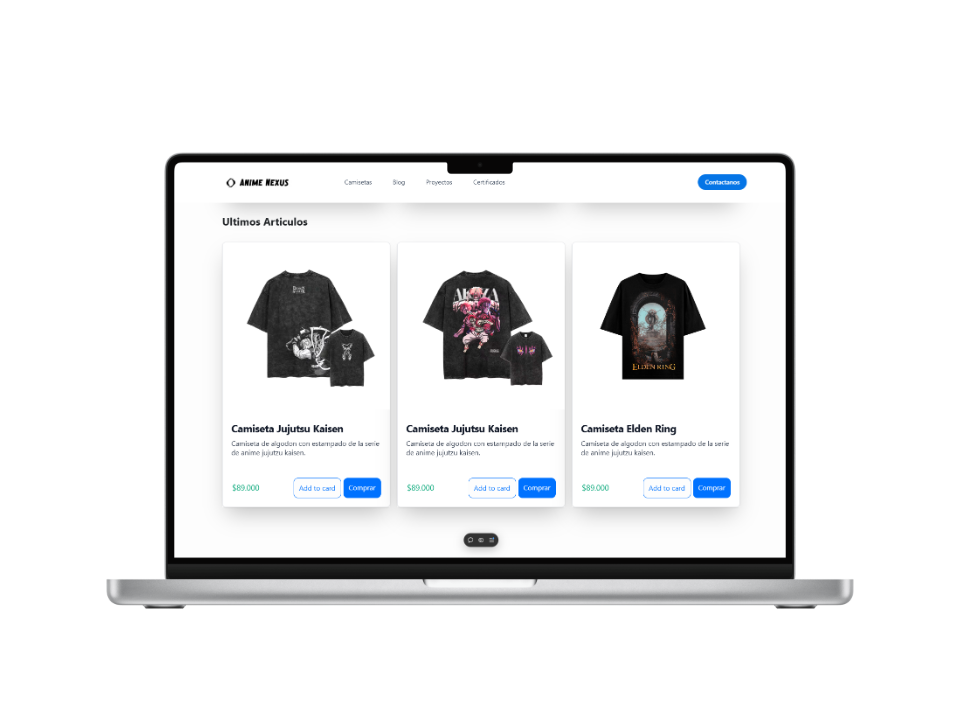 ANIME NEXUS
Camisetas Blog Proyectos Certificados
Contactanos
Ultimos Articulos
ELDEN RING
Camiseta Jujutsu Kaisen
Camiseta de algodon con estampado de la serie
de anime jujutzu kaisen.
$89.000 Add to card Comprar
Camiseta Jujutsu Kaisen
Camiseta de algodon con estampado de la serie
de anime jujutzu kaisen.
$89.000 Add to card Comprar
Camiseta Elden Ring
Camiseta de algodon con estampado de la serie
de anime jujutzu kaisen.
$89.000 Add to card Comprar